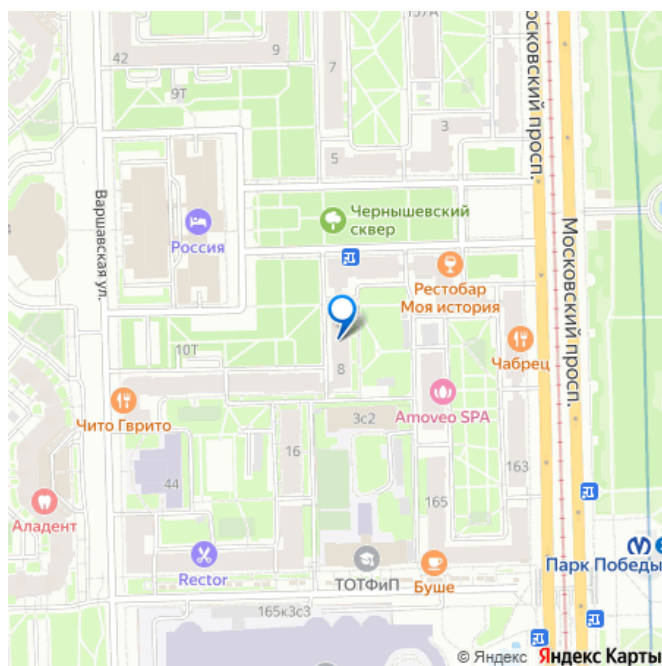 157А
42
9
7
9Т
3
5
Московский просп.
Варшавская ул.
Россия
Чернышевский
сквер
Рестобар
Моя история
Московский просп.
10Т
8
Чабрец
Чито Гврито
3с2
Amoveo SPA
16
163
44
165
Аладент
Rector
ТОТФиП
Буше
Парк Победы
165к3с3
© Яндекс Яндекс Карты